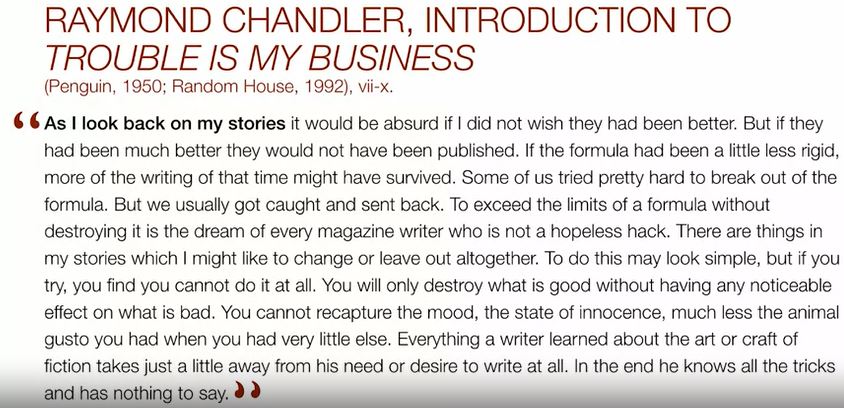 RAYMOND CHANDLER, INTRODUCTION TO
TROUBLE IS MY BUSINESS
(Penguin, 1950; Random House, 1992), vii-x.
“As I look back on my stories it would be absurd if I did not wish they had been better. But if they
had been much better they would not have been published. If the formula had been a little less rigid,
more of the writing of that time might have survived. Some of us tried pretty hard to break out of the
formula. But we usually got caught and sent back. To exceed the limits of a formula without
destroying it is the dream of every magazine writer who is not a hopeless hack. There are things in
my stories which I might like to change or leave out altogether. To do this may look simple, but if you
try, you find you cannot do it at all. You will only destroy what is good without having any noticeable
effect on what is bad. You cannot recapture the mood, the state of innocence, much less the animal
gusto you had when you had very little else. Everything a writer learned about the art or craft of
fiction takes just a little away from his need or desire to write at all. In the end he knows all the tricks
and has nothing to say.”